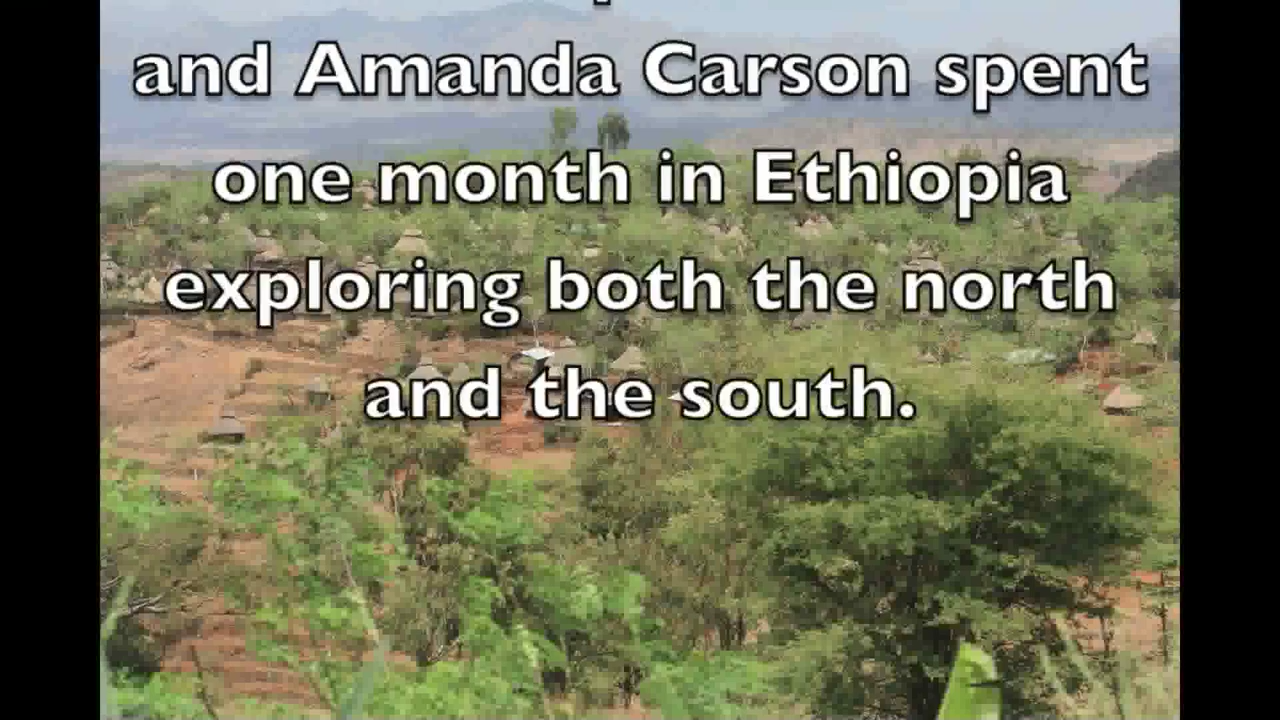 and Amanda Carson spent
one month in Ethiopia
exploring both the north
and the south.